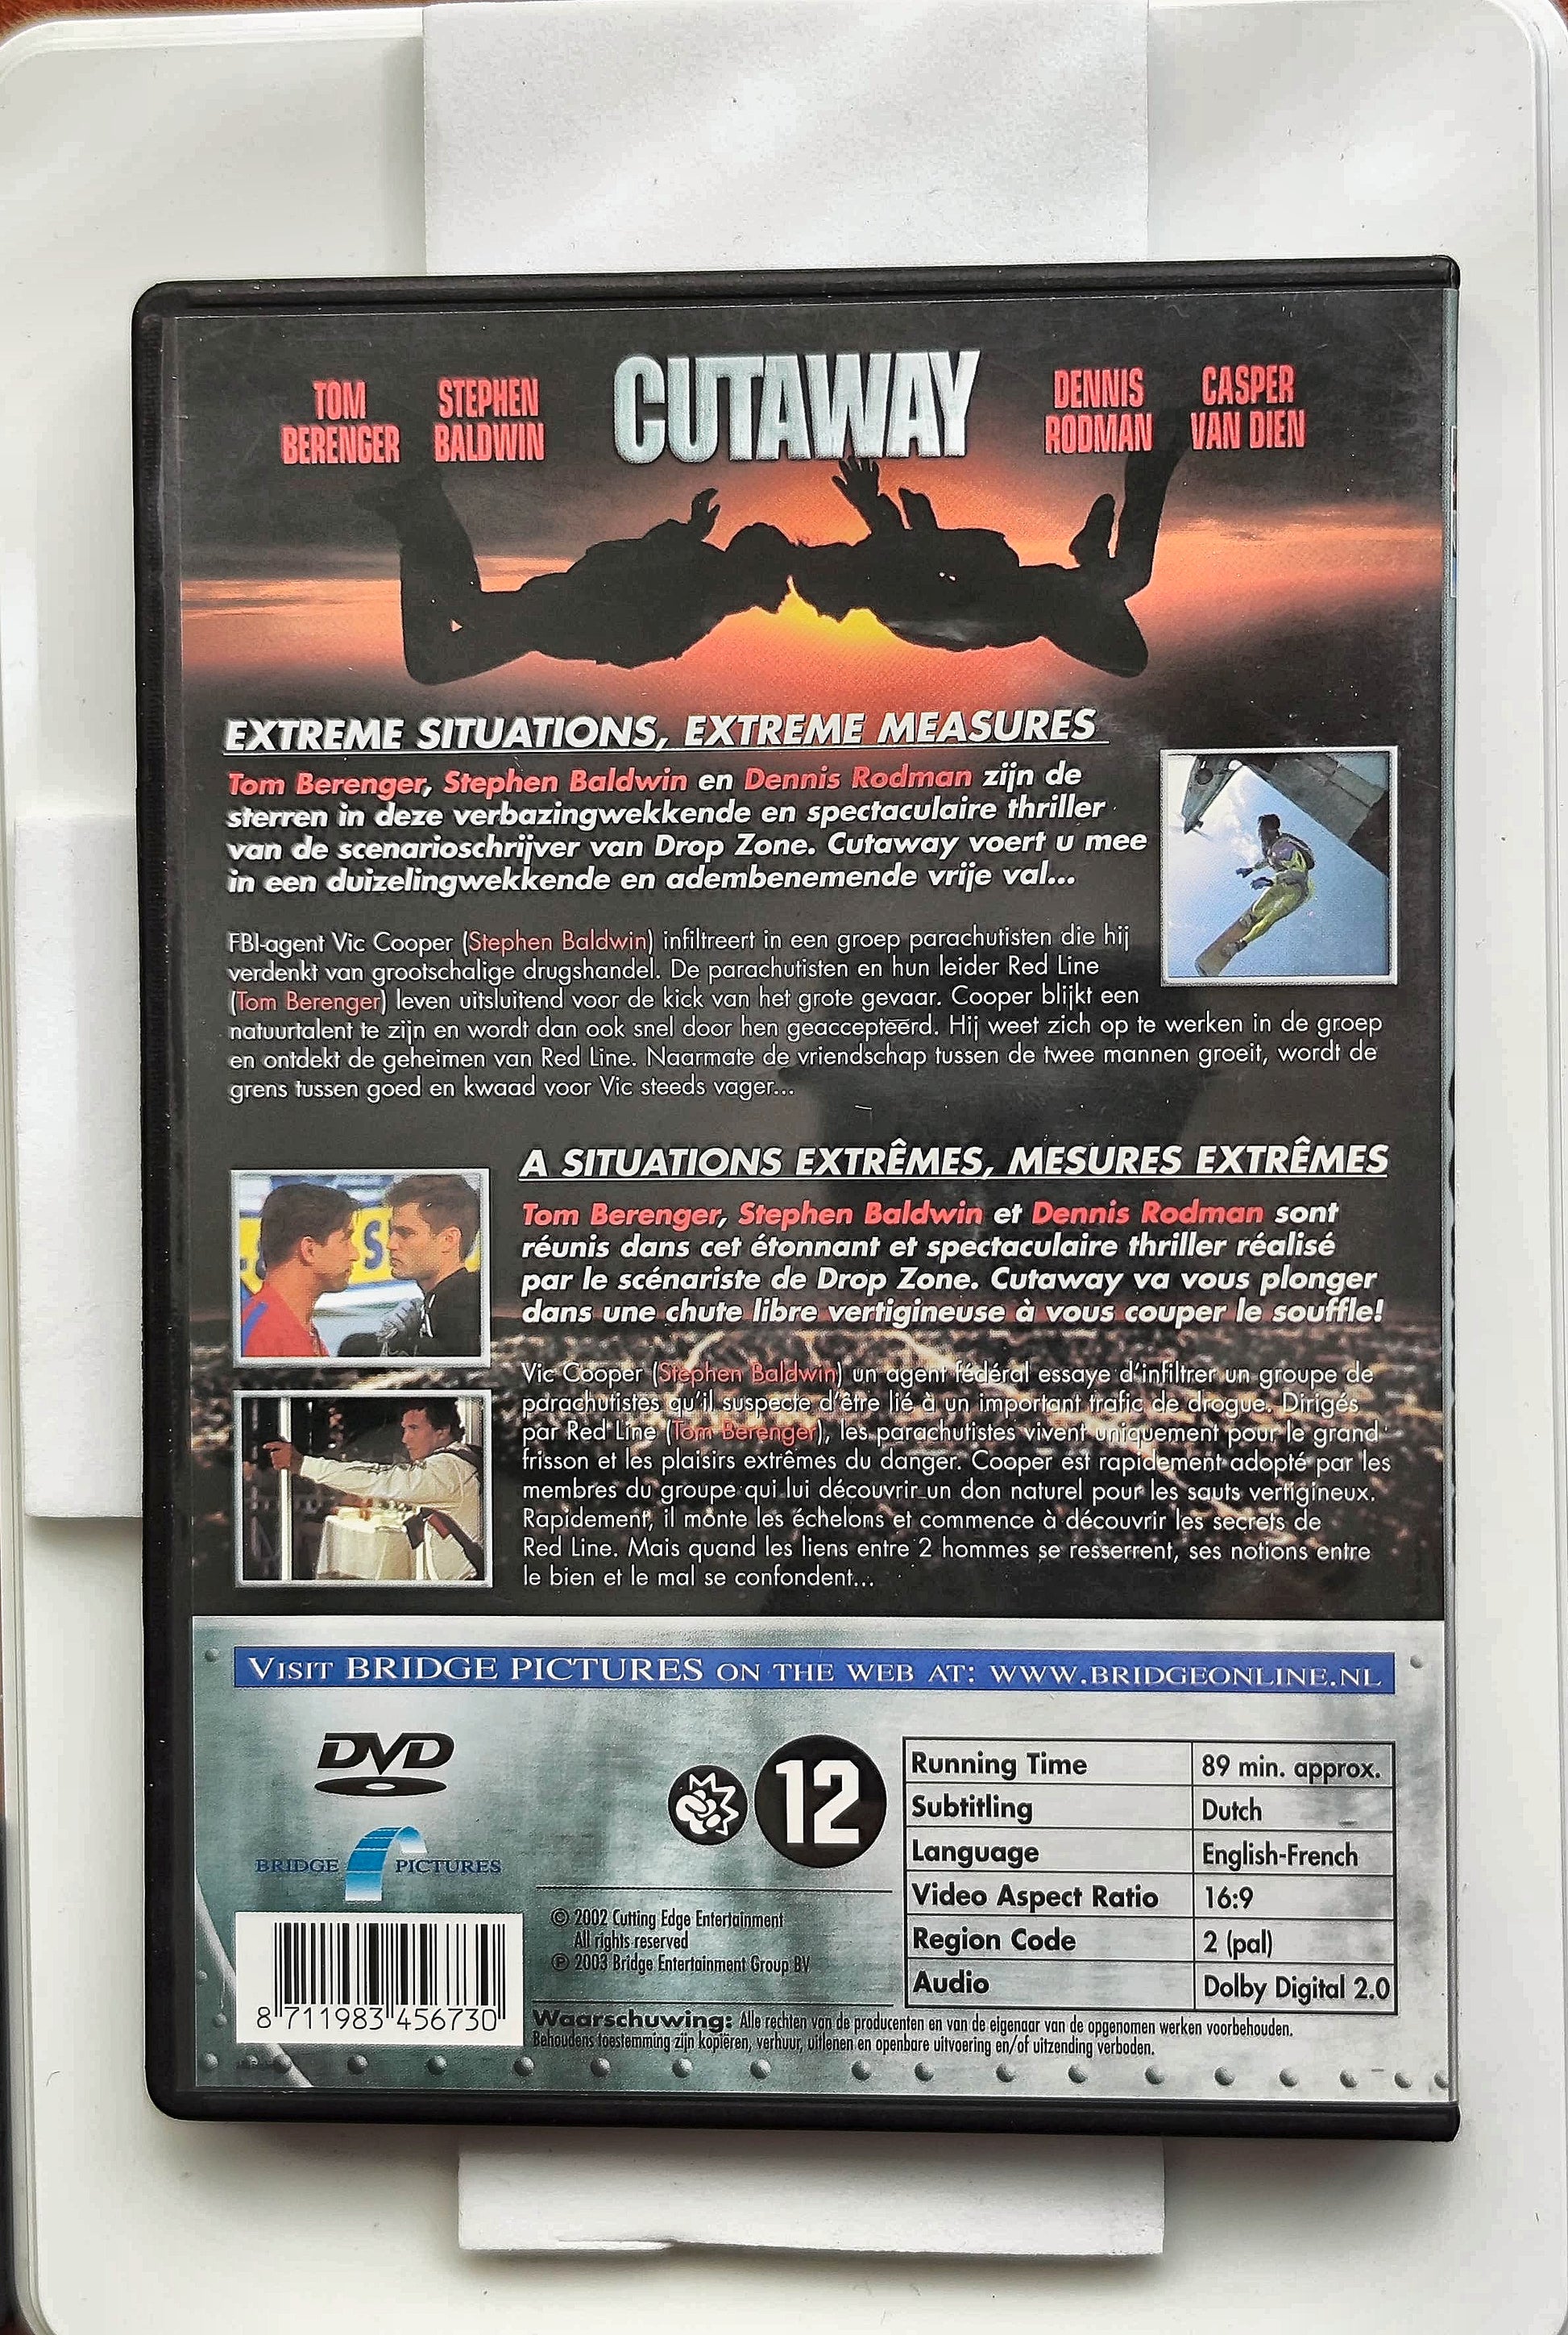 TOM BERENGER
STEPHEN BALDWIN
CUTAWAY
DENNIS RODMAN
CASPER VAN DIEN
EXTREME SITUATIONS, EXTREME MEASURES
Tom Berenger, Stephen Baldwin en Dennis Rodman zijn de
sterren in deze verbazingwekkende en spectaculaire thriller
van de scenarioschrijver van Drop Zone. Cutaway voert u mee
in een duizelingwekkende en adembenemende vrije val...
FBI-agent Vic Cooper (Stephen Baldwin) infiltreert in een groep parachutisten die hij
verdenkt van grootschalige drugshandel. De parachutisten en hun leider Red Line
(Tom Berenger) leven uitsluitend voor de kick van het grote gevaar. Cooper blijkt een
natuurtalent te zijn en wordt dan ook snel door hen geaccepteerd. Hij weet zich op te werken in de groep
en ontdekt de geheimen van Red Line. Naarmate de vriendschap tussen de twee mannen groeit, wordt de
grens tussen goed en kwaad voor Vic steeds vager...
A SITUATIONS EXTRÊMES, MESURES EXTRÊMES
Tom Berenger, Stephen Baldwin et Dennis Rodman sont
réunis dans cet étonnant et spectaculaire thriller réalisé
par le scénariste de Drop Zone. Cutaway va vous plonger
dans une chute libre vertigineuse à vous couper le souffle!
Vic Cooper (Stephen Baldwin) un agent fédéral essaye d'infiltrer un groupe de
parachutistes qu'il suspecte d'être lié à un important trafic de drogue. Dirigés
par Red Line (Tom Berenger), les parachutistes vivent uniquement pour le grand
frisson et les plaisirs extrêmes du danger. Cooper est rapidement adopté par les
membres du groupe qui lui découvrir un don naturel pour les sauts vertigineux.
Rapidement, il monte les échelons et commence à découvrir les secrets de
Red Line. Mais quand les liens entre 2 hommes se resserrent, ses notions entre
le bien et le mal se confondent...
VISIT BRIDGE PICTURES ON THE WEB AT: WWW.BRIDGEONLINE.NL
DVD
BRIDGE PICTURES
12
Running Time 89 min. approx.
Subtitling Dutch
Language English-French
Video Aspect Ratio 16:9
Region Code 2 (pal)
Audio Dolby Digital 2.0
© 2002 Cutting Edge Entertainment
All rights reserved
℗ 2003 Bridge Entertainment Group BV
8 711983 456730
Waarschuwing: Alle rechten van de producenten en van de eigenaar van de opgenomen werken voorbehouden.
Behoudens toestemming zijn kopiëren, verhuur, uitlenen en openbare uitvoering en/of uitzending verboden.